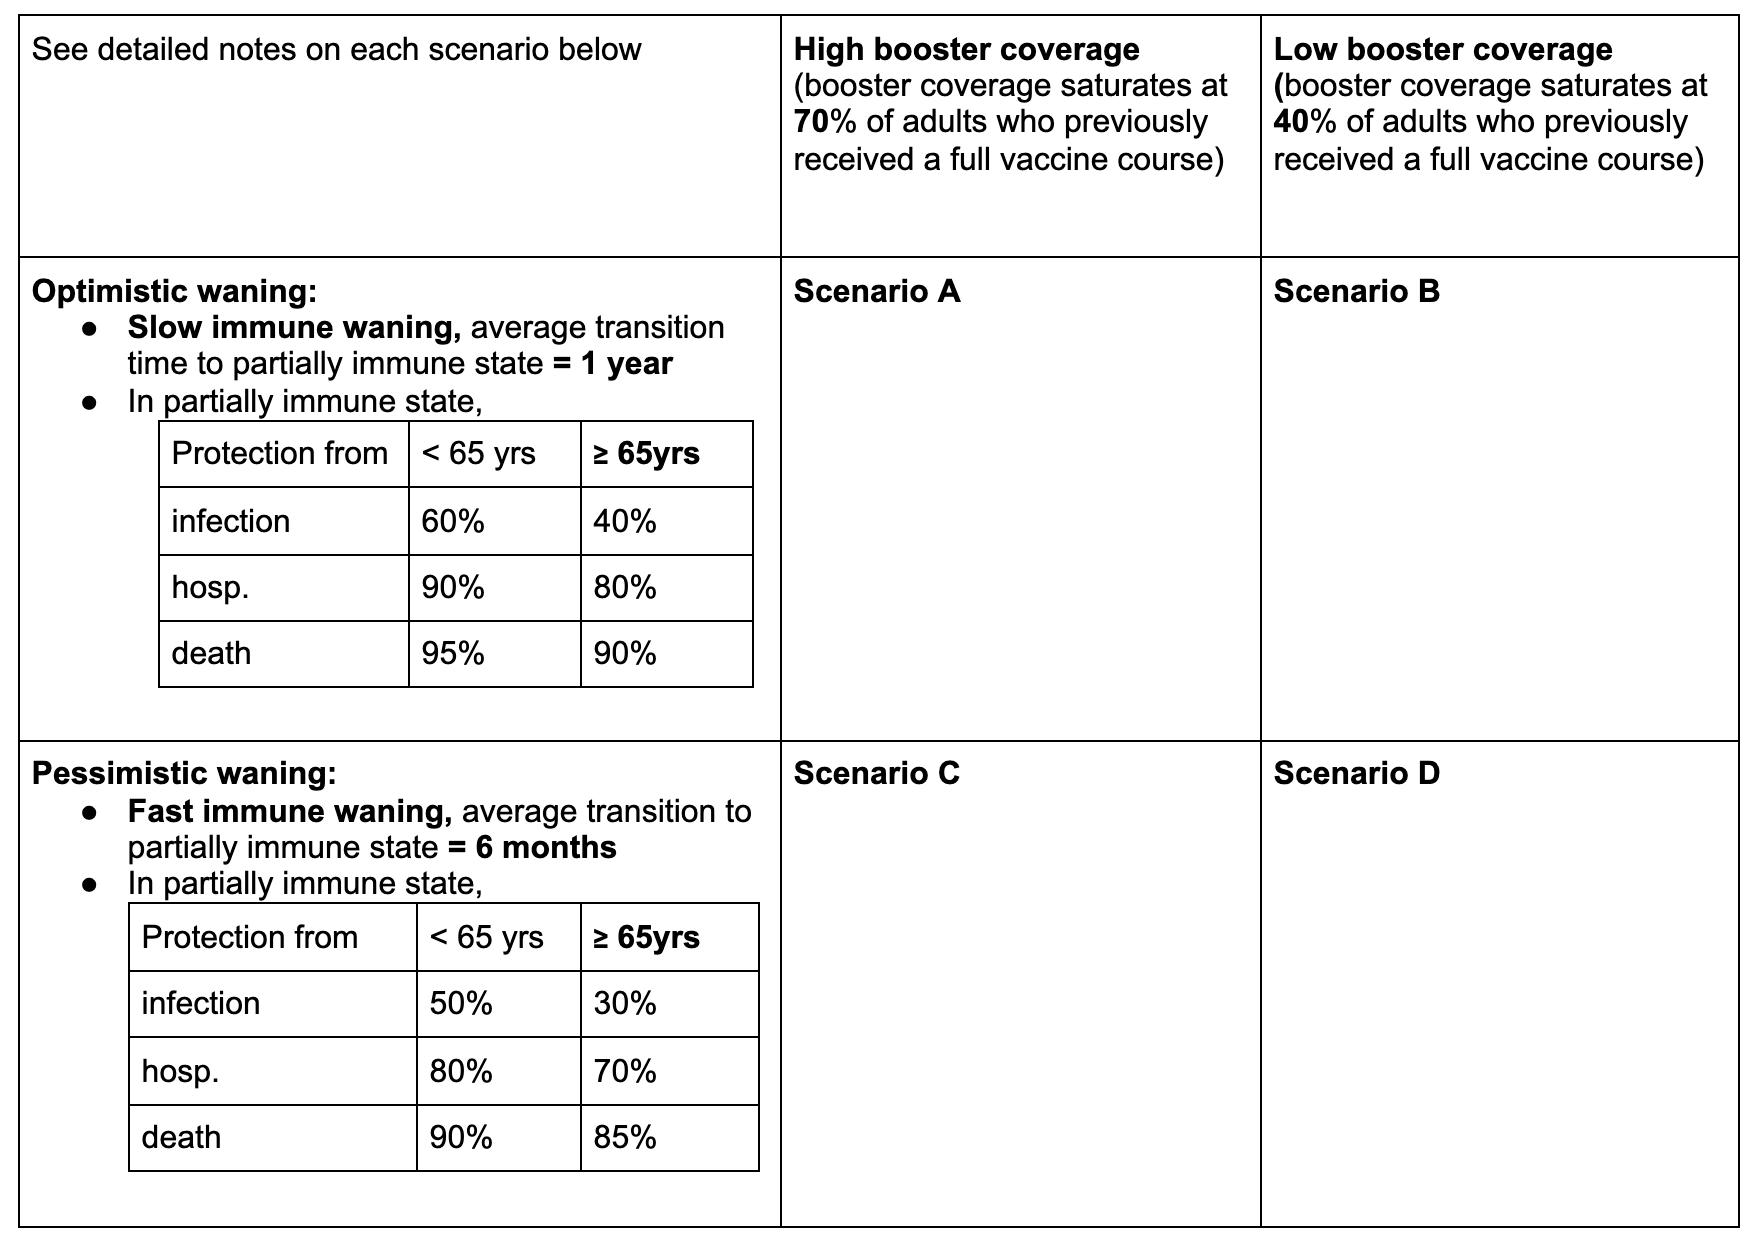 See detailed notes on each scenario below
High booster coverage
(booster coverage saturates at
70% of adults who previously
received a full vaccine course)
Low booster coverage
(booster coverage saturates at
40% of adults who previously
received a full vaccine course)
Optimistic waning:
● Slow immune waning, average transition
time to partially immune state = 1 year
● In partially immune state,
Protection from < 65 yrs ≥ 65yrs
infection 60% 40%
hosp. 90% 80%
death 95% 90%
Scenario A
Scenario B
Pessimistic waning:
● Fast immune waning, average transition to
partially immune state = 6 months
● In partially immune state,
Protection from < 65 yrs ≥ 65yrs
infection 50% 30%
hosp. 80% 70%
death 90% 85%
Scenario C
Scenario D